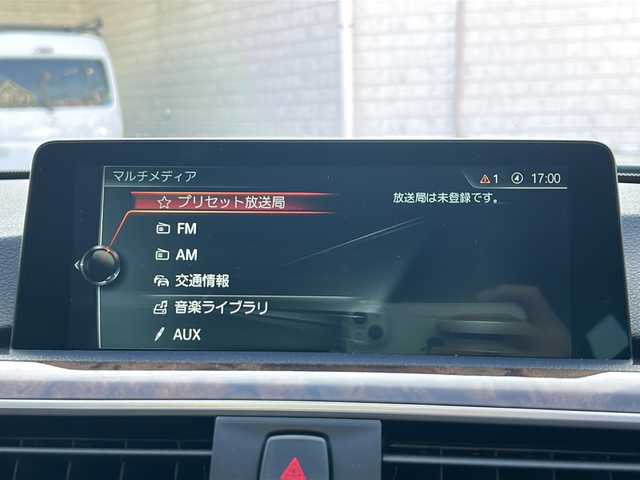 マルチメディア
1 4 17:00
プリセット放送局
放送局は未登録です。
FM
AM
交通情報
音楽ライブラリ
AUX